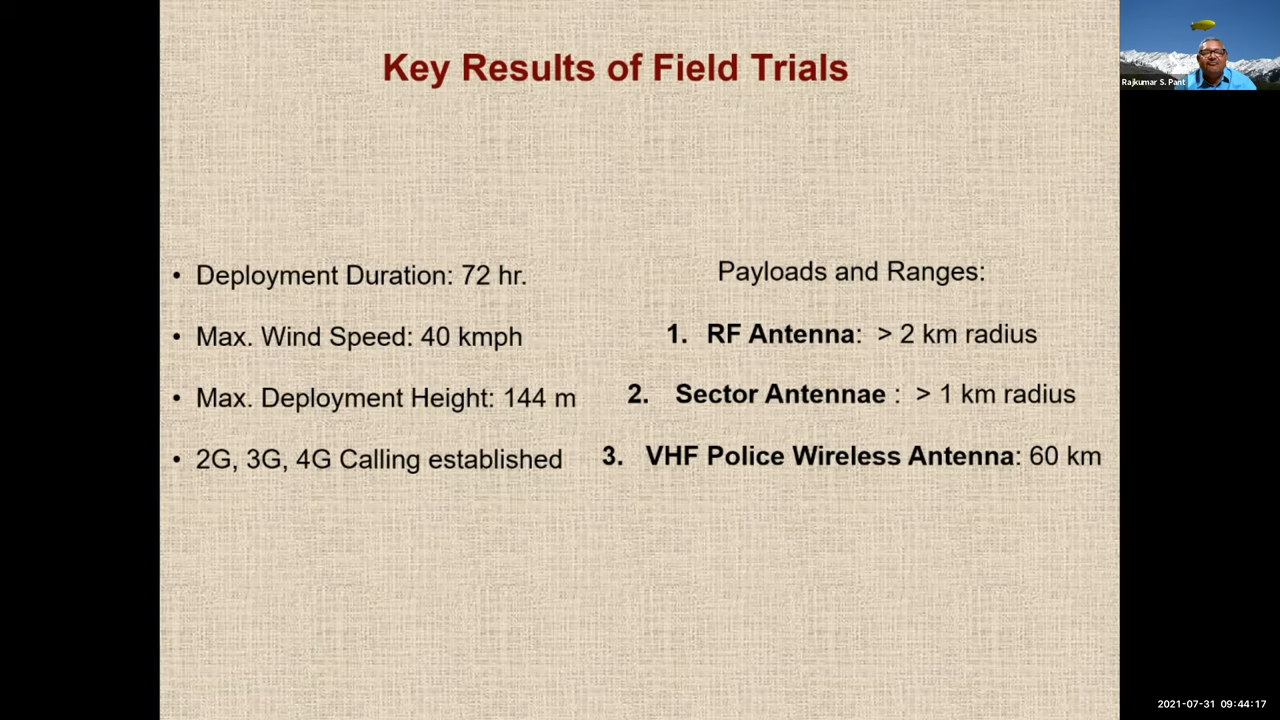 Key Results of Field Trials
Rajkumar S. Pant
• Deployment Duration: 72 hr.
• Max. Wind Speed: 40 kmph
• Max. Deployment Height: 144 m
• 2G, 3G, 4G Calling established
Payloads and Ranges:
1. RF Antenna: > 2 km radius
2. Sector Antennae : > 1 km radius
3. VHF Police Wireless Antenna: 60 km
2021-07-31 09:44:17